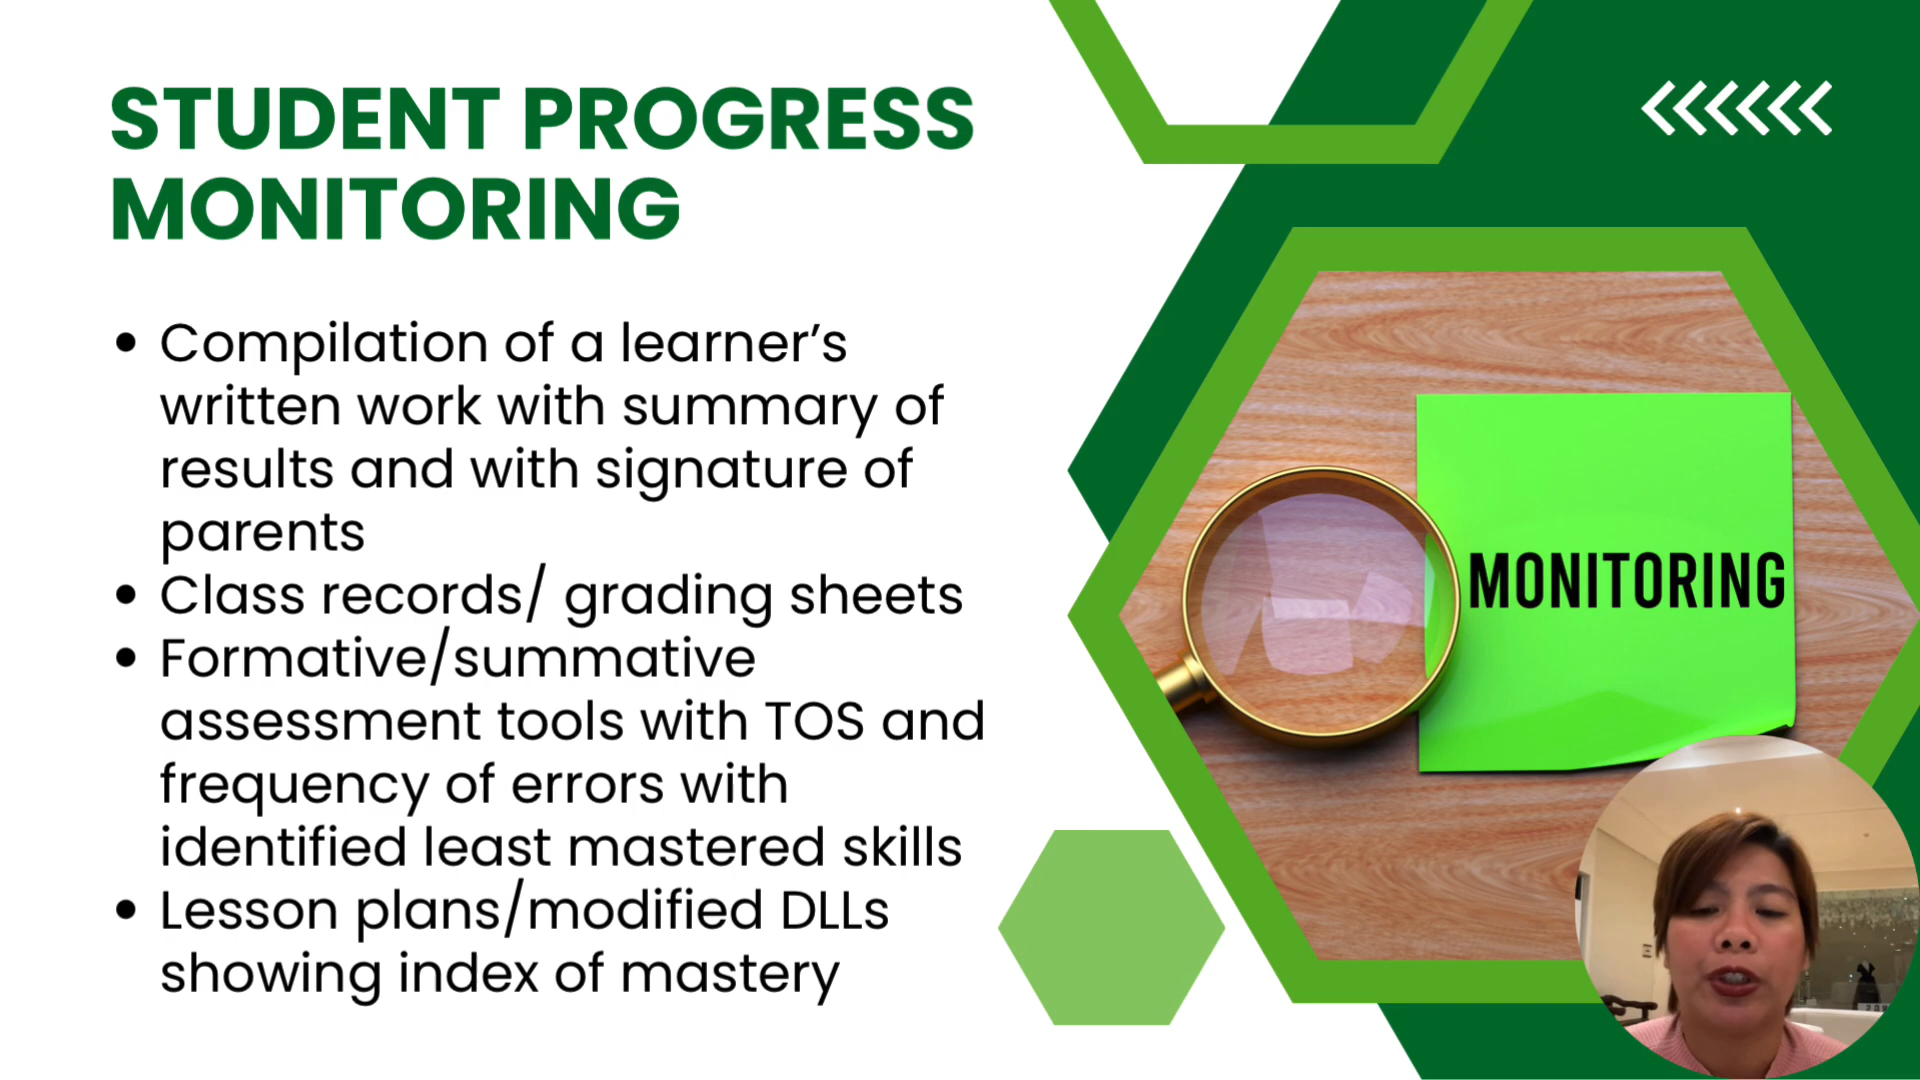 STUDENT PROGRESS
MONITORING
• Compilation of a learner’s
written work with summary of
results and with signature of
parents
• Class records/ grading sheets
• Formative/summative
assessment tools with TOS and
frequency of errors with
identified least mastered skills
• Lesson plans/modified DLLs
showing index of mastery
MONITORING